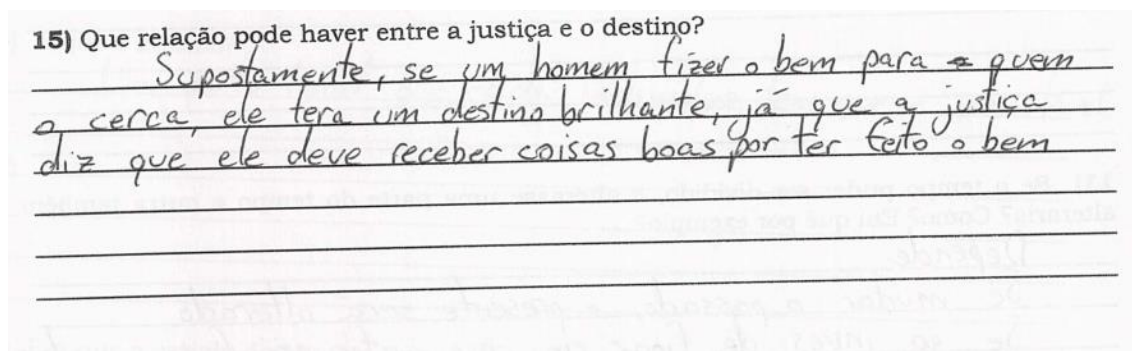 15) Que relação pode haver entre a justiça e o destino?
Supostamente, se um homem fizer o bem para quem
o cerca, ele tera um destino brilhante, já que a justiça
diz que ele deve receber coisas boas por ter feito o bem